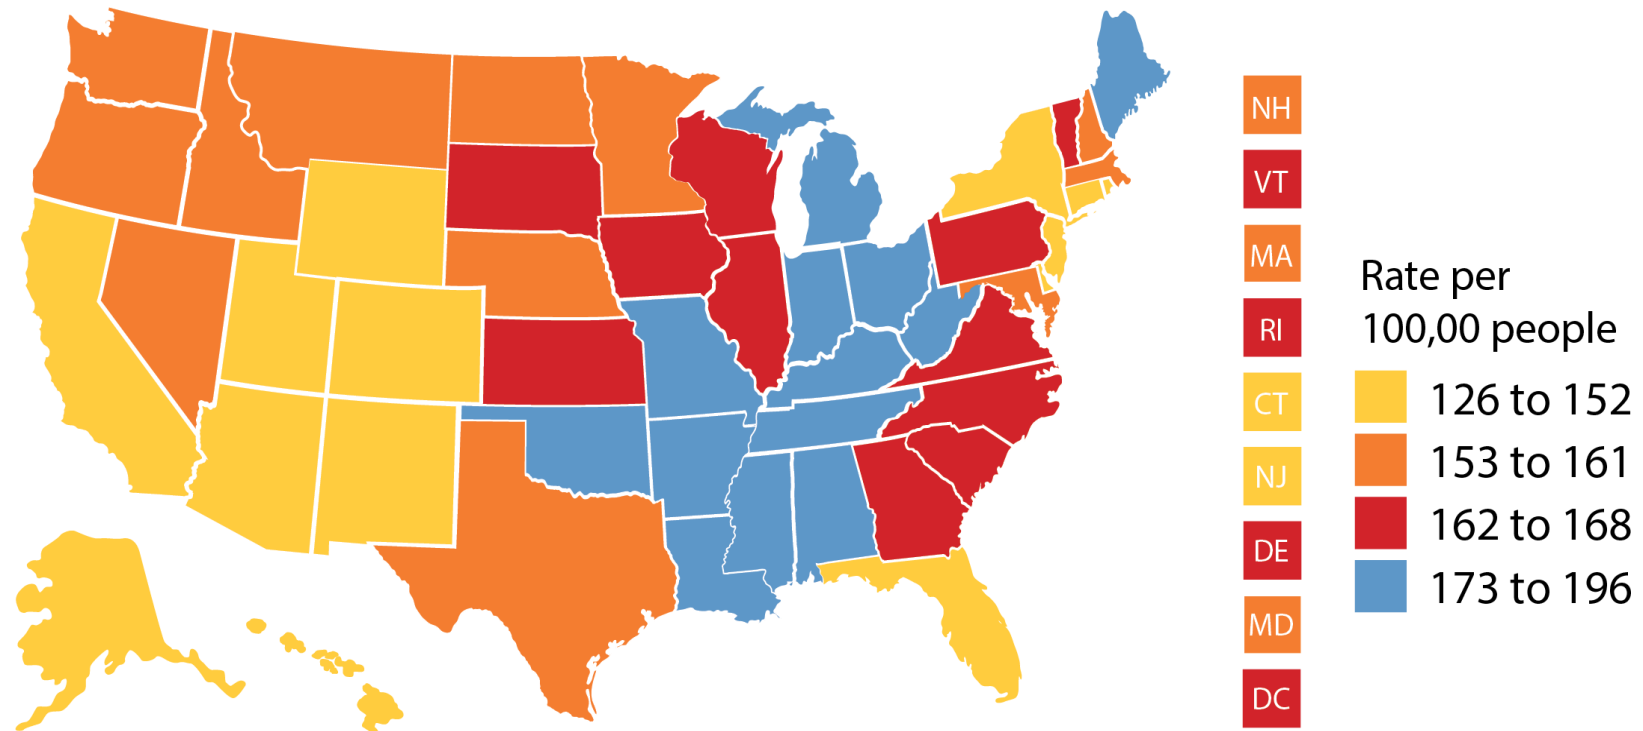 NH
VT
MA
RI
CT
NJ
DE
MD
DC
Rate per
100,00 people
126 to 152
153 to 161
162 to 168
173 to 196